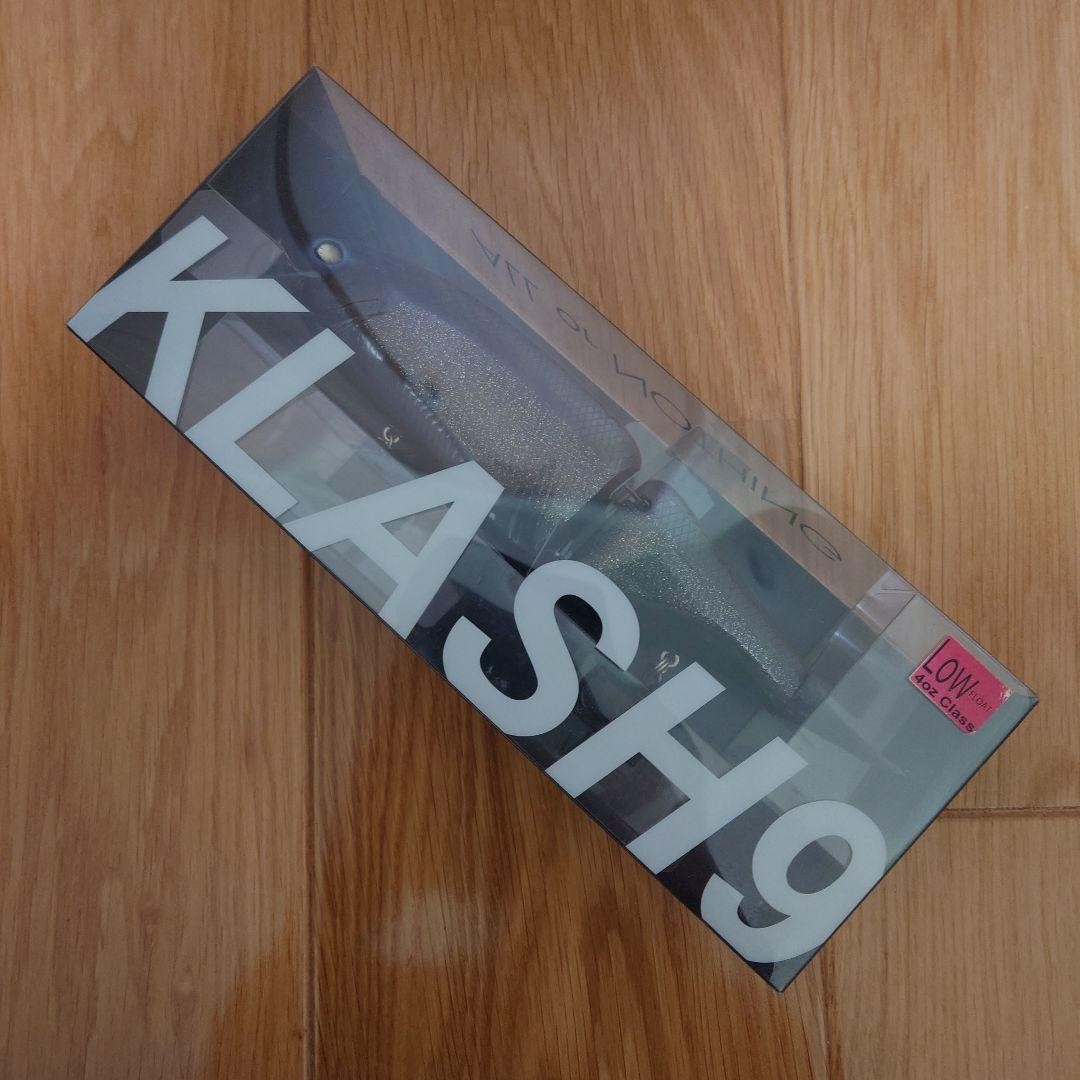 ALL or NOTHING
KLASH9
LOW FLOAT
4oz Class